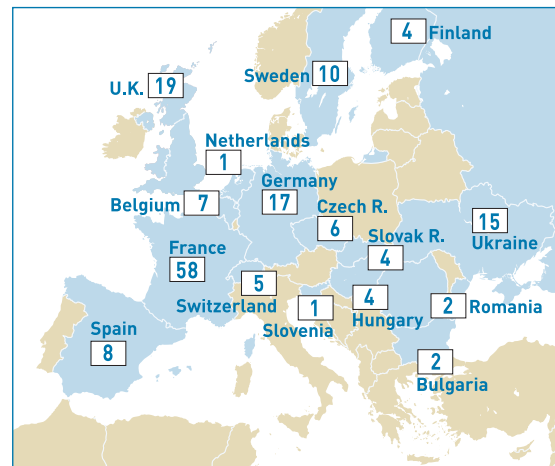 4
Finland
Sweden
10
U.K.
19
Netherlands
1
Germany
17
Belgium
7
Czech R.
6
Slovak R.
4
15
Ukraine
France
58
5
Switzerland
1
Slovenia
4
Hungary
2
Romania
Spain
8
2
Bulgaria